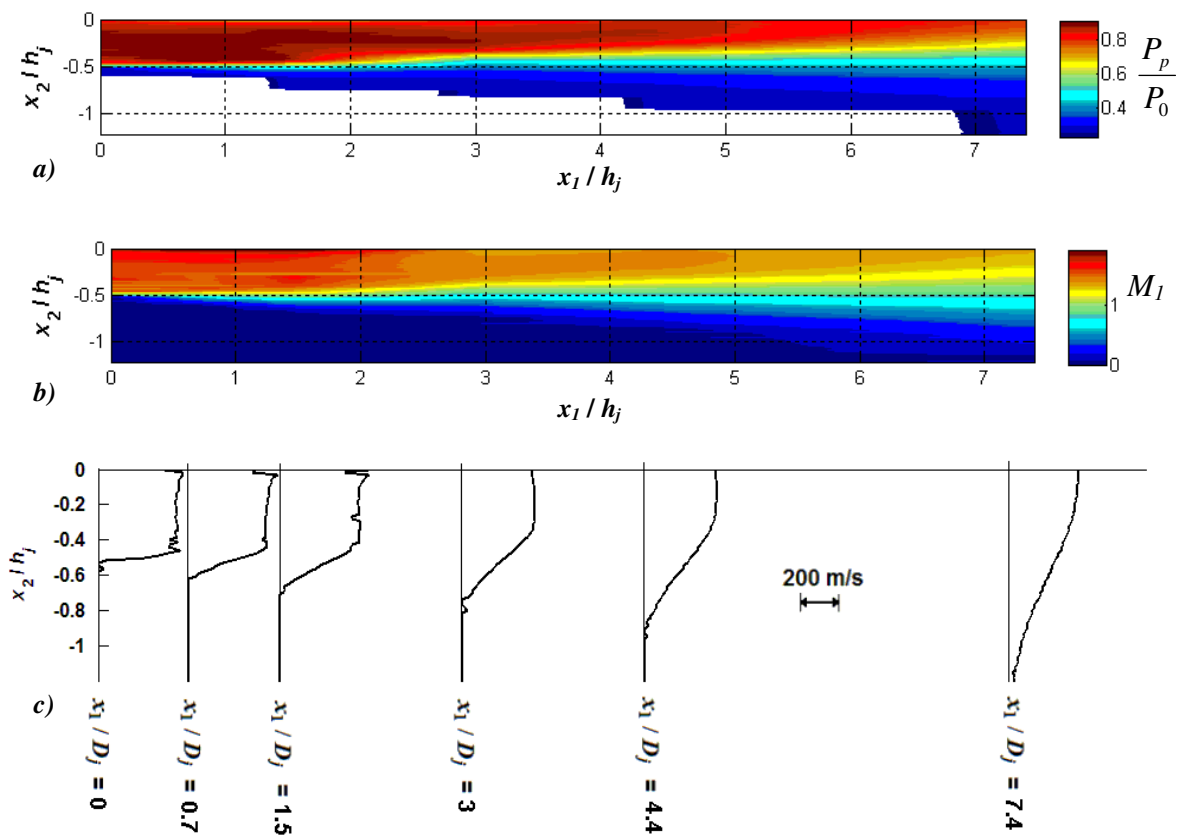 0
-0.5
-1
x2 / hj
0 1 2 3 4 5 6 7
a)
x1 / hj
0.8
0.6
0.4
Pp
P0
0
-0.5
-1
x2 / hj
0 1 2 3 4 5 6 7
b)
x1 / hj
1
0
M1
0
-0.2
-0.4
-0.6
-0.8
-1
x2 / hj
200 m/s
c)
x1 / Dj = 0
x1 / Dj = 0.7
x1 / Dj = 1.5
x1 / Dj = 3
x1 / Dj = 4.4
x1 / Dj = 7.4